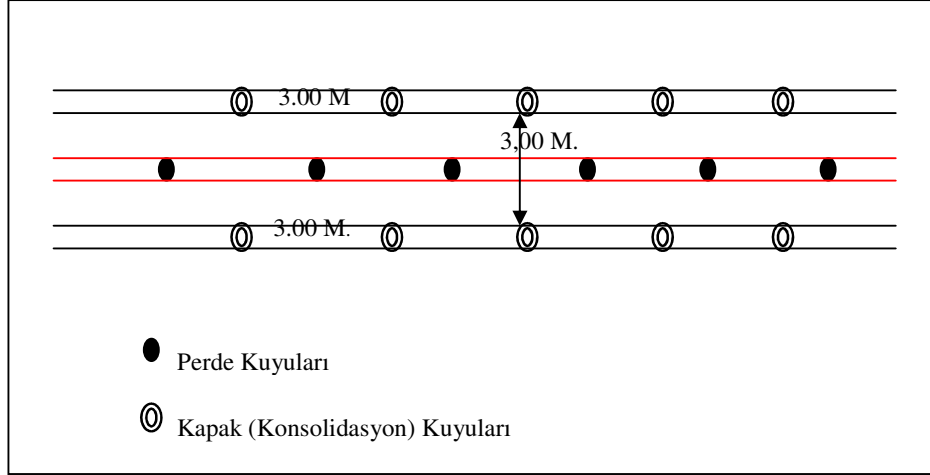 3.00 M
3,00 M.
3.00 M.
Perde Kuyuları
Kapak (Konsolidasyon) Kuyuları